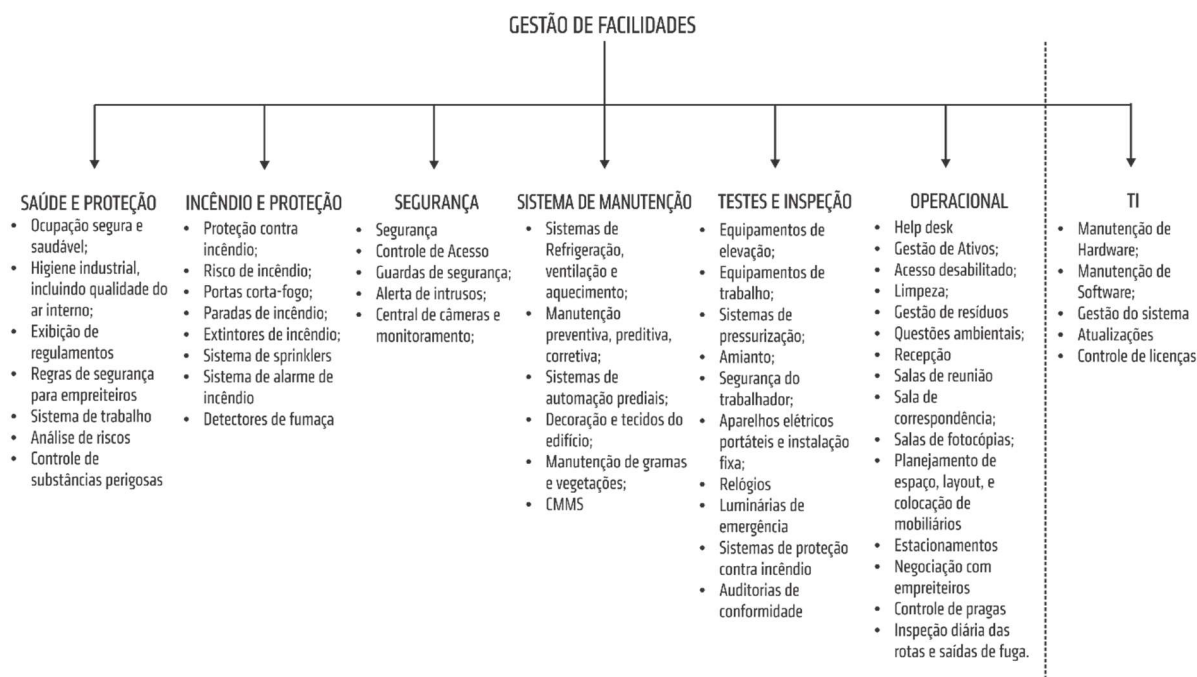 GESTÃO DE FACILIDADES
SAÚDE E PROTEÇÃO
• Ocupação segura e
saudável;
• Higiene industrial,
incluindo qualidade do
ar interno;
• Exibição de
regulamentos
• Regras de segurança
para empreiteiros
• Sistema de trabalho
• Análise de riscos
• Controle de
substâncias perigosas
INCÊNDIO E PROTEÇÃO
• Proteção contra
incêndio;
• Risco de incêndio;
• Portas corta-fogo;
• Paradas de incêndio;
• Extintores de incêndio;
• Sistema de sprinklers
• Sistema de alarme de
incêndio
• Detectores de fumaça
SEGURANÇA
• Segurança
• Controle de Acesso
• Guardas de segurança;
• Alerta de intrusos;
• Central de câmeras e
monitoramento;
SISTEMA DE MANUTENÇÃO
• Sistemas de
Refrigeração,
ventilação e
aquecimento;
• Manutenção
preventiva, preditiva,
corretiva;
• Sistemas de
automação prediais;
• Decoração e tecidos do
edifício;
• Manutenção de gramas
e vegetações;
• CMMS
TESTES E INSPEÇÃO
• Equipamentos de
elevação;
• Equipamentos de
trabalho;
• Sistemas de
pressurização;
• Amianto;
• Segurança do
trabalhador;
• Aparelhos elétricos
portáteis e instalação
fixa;
• Relógios
• Luminárias de
emergência
• Sistemas de proteção
contra incêndio
• Auditorias de
conformidade
OPERACIONAL
• Help desk
• Gestão de Ativos;
• Acesso desabilitado;
• Limpeza;
• Gestão de resíduos
• Questões ambientais;
• Recepção
• Salas de reunião
• Sala de
correspondência;
• Salas de fotocópias;
• Planejamento de
espaço, layout, e
colocação de
mobiliários
• Estacionamentos
• Negociação com
empreiteiros
• Controle de pragas
• Inspeção diária das
rotas e saídas de fuga.
TI
• Manutenção de
Hardware;
• Manutenção de
Software;
• Gestão do sistema
• Atualizações
• Controle de licenças